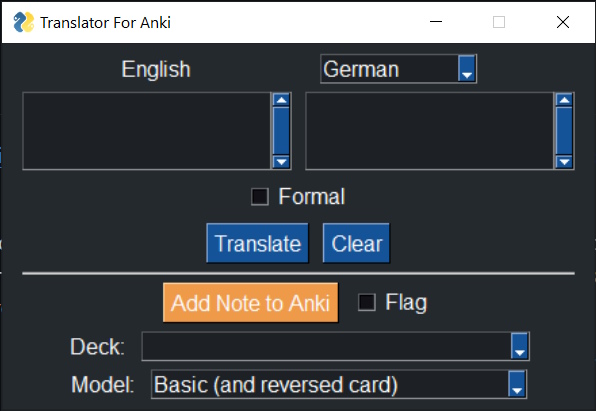 Translator For Anki
English German
Formal
Translate Clear
Add Note to Anki Flag
Deck:
Model: Basic (and reversed card)